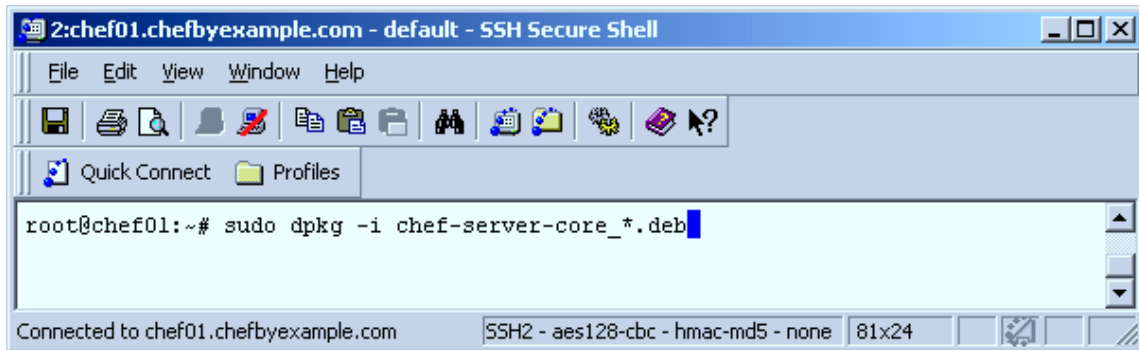 2:chef01.chefbyexample.com - default - SSH Secure Shell
File Edit View Window Help
Quick Connect Profiles
root@chef01:~# sudo dpkg -i chef-server-core_*.deb
Connected to chef01.chefbyexample.com SSH2 - aes128-cbc - hmac-md5 - none 81x24